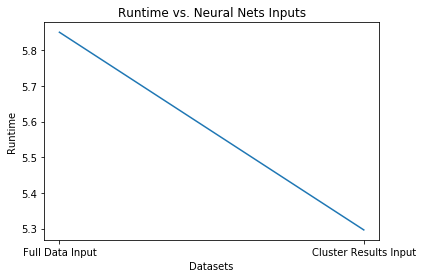 Runtime vs. Neural Nets Inputs
5.8
5.7
5.6
5.5
5.4
5.3
Runtime
Full Data Input
Cluster Results Input
Datasets